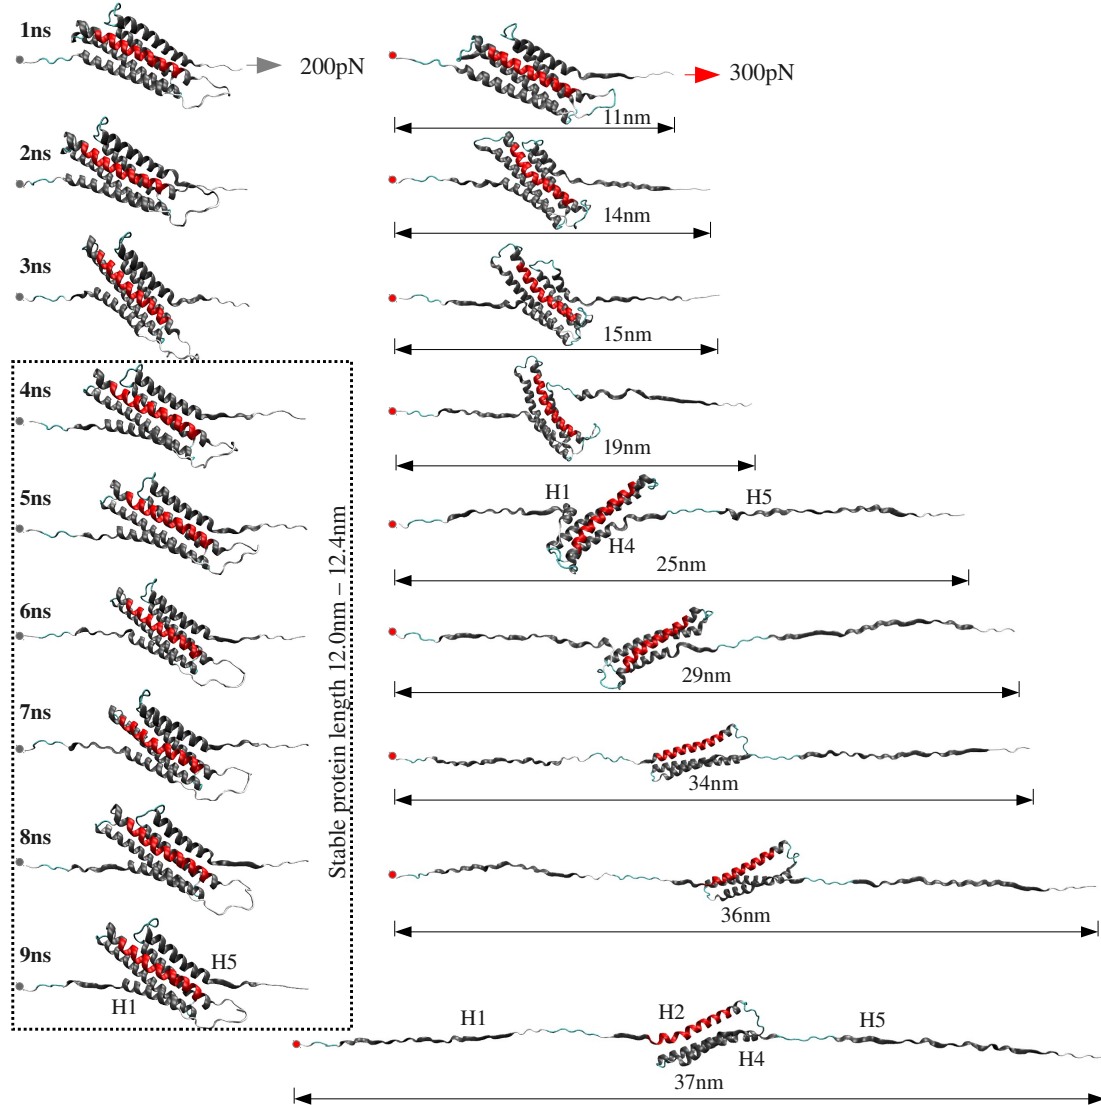 1ns
200pN
300pN
11nm
2ns
14nm
3ns
15nm
4ns
19nm
5ns
H1
H5
H4
25nm
Stable protein length 12.0nm – 12.4nm
6ns
29nm
7ns
34nm
8ns
36nm
9ns
H5
H1
H1
H2
H5
H4
37nm